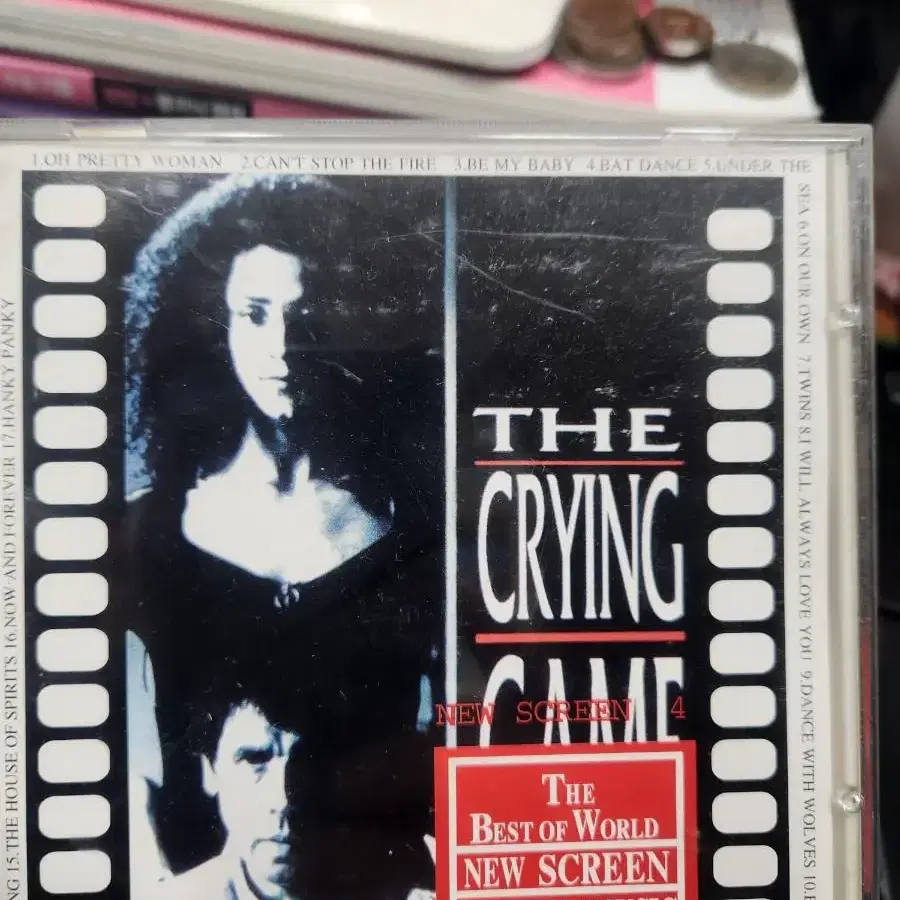 1.OH PRETTY WOMAN 2.CAN'T STOP THE FIRE 3.BE MY BABY 4.BAT DANCE 5.UNDER THE
SEA 6.ON OUR OWN 7.TWINS 8.I WILL ALWAYS LOVE YOU 9.DANCE WITH WOLVES 10.
15.THE HOUSE OF SPIRITS 16.NOW AND FOREVER 17.HANKY PANKY
THE
CRYING
GAME
NEW SCREEN 4
THE
BEST OF WORLD
NEW SCREEN